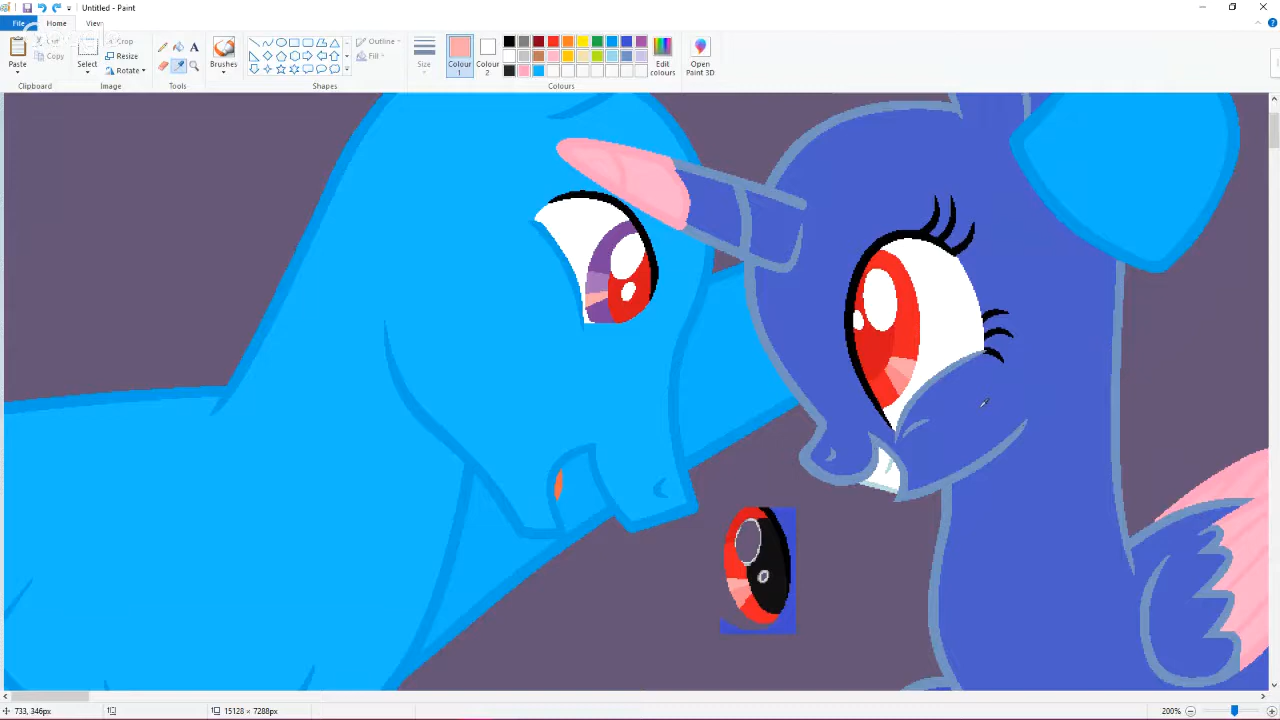 Untitled - Paint
File Home View
Paste
Cut
Copy
Clipboard
Select
Crop
Resize
Rotate
Image
A
Tools
Brushes
Outline
Fill
Shapes
Size
Colour 1
Colour 2
Edit colours
Colours
Open Paint 3D
733, 346px
15128 × 7288px
200%